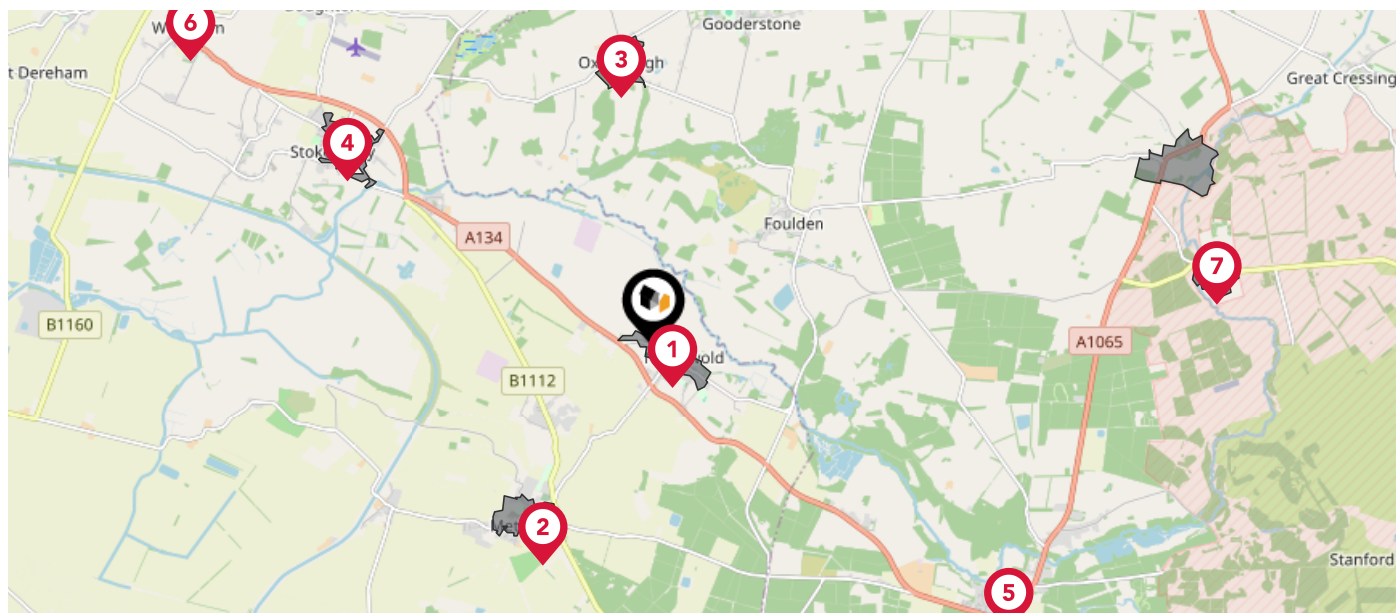 6
Gooderstone
3
t Dereham
Great Cressing
4
A134
Foulden
7
B1160
A1065
1
B1112
2
Stanford
5